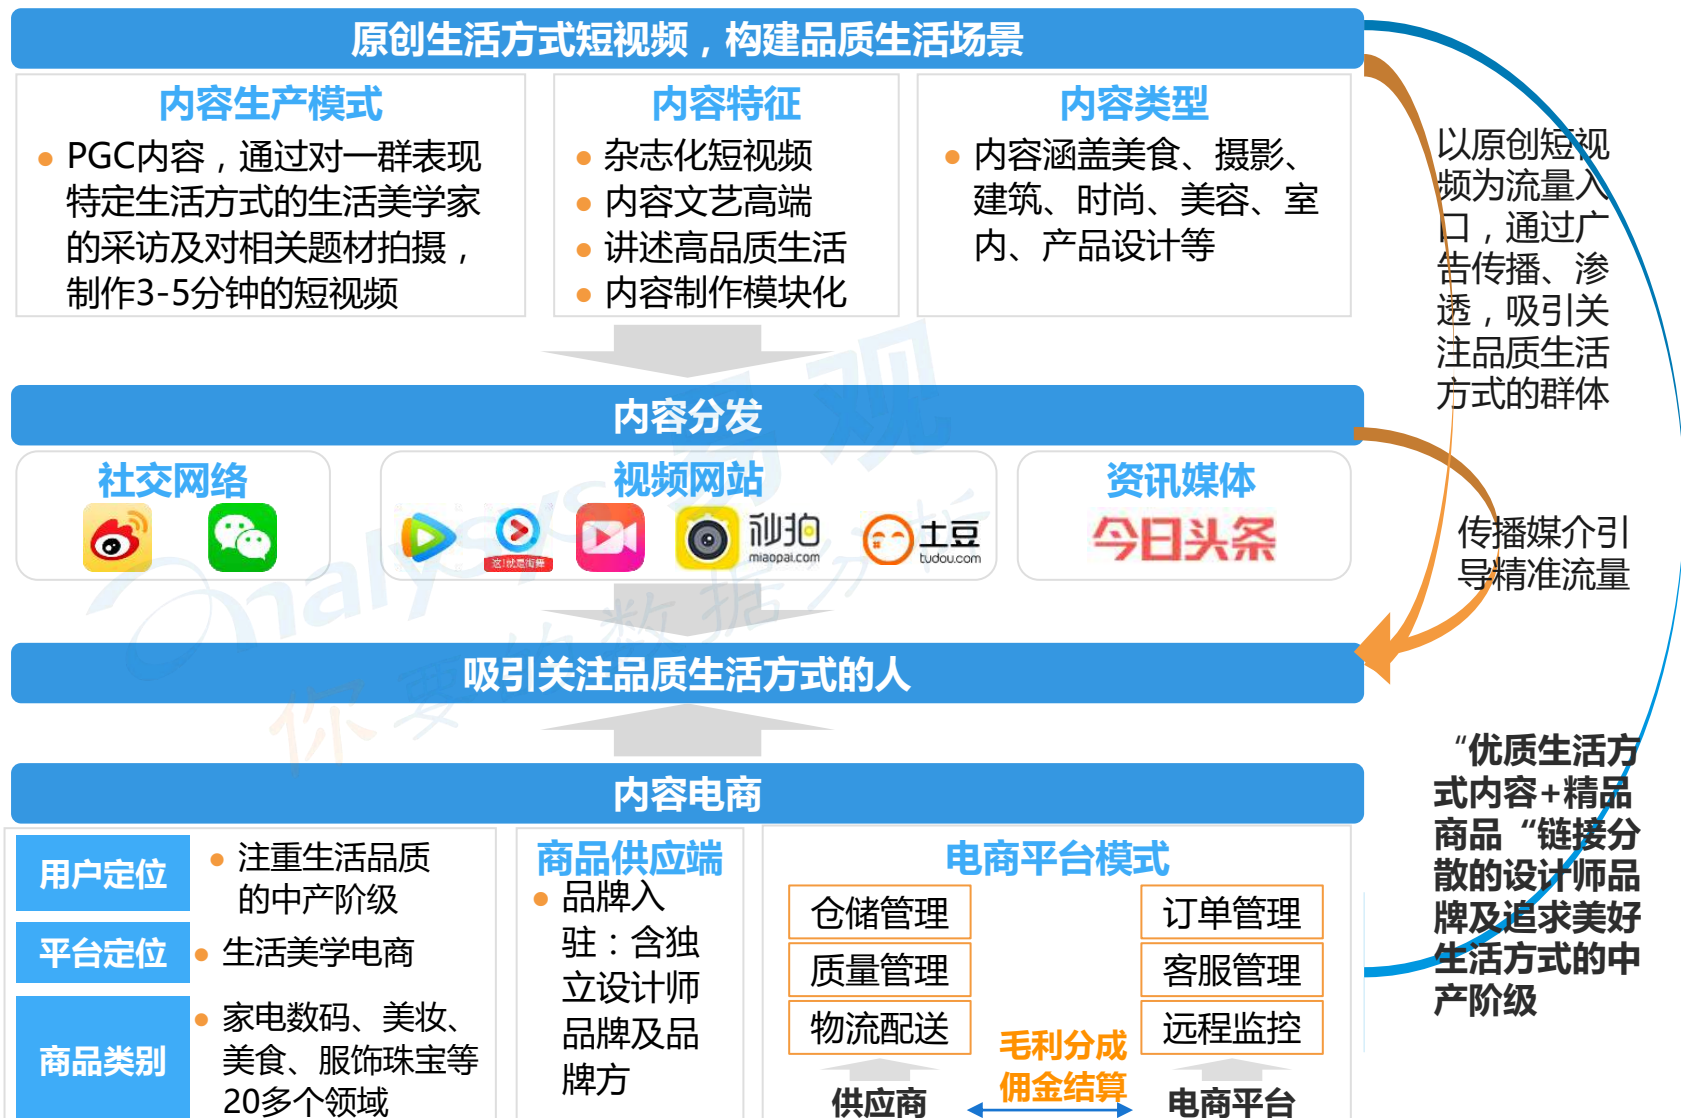 原创生活方式短视频，构建品质生活场景
内容生产模式
PGC内容，通过对一群表现
特定生活方式的生活美学家
的采访及对相关题材拍摄，
制作3-5分钟的短视频
内容特征
杂志化短视频
内容文艺高端
讲述高品质生活
内容制作模块化
内容类型
内容涵盖美食、摄影、
建筑、时尚、美容、室
内、产品设计等
以原创短视
频为流量入
口，通过广
告传播、渗
透，吸引关
注品质生活
方式的群体
内容分发
社交网络
视频网站
这!就是街舞
秒拍
miaopai.com
土豆
tudou.com
资讯媒体
今日头条
传播媒介引
导精准流量
吸引关注品质生活方式的人
analysys 易观
你要的数据分析
内容电商
用户定位
注重生活品质
的中产阶级
平台定位
生活美学电商
商品类别
家电数码、美妆、
美食、服饰珠宝等
20多个领域
商品供应端
品牌入
驻：含独
立设计师
品牌及品
牌方
电商平台模式
仓储管理
质量管理
物流配送
供应商
毛利分成
佣金结算
订单管理
客服管理
远程监控
电商平台
“优质生活方
式内容+精品
商品“链接分
散的设计师品
牌及追求美好
生活方式的中
产阶级